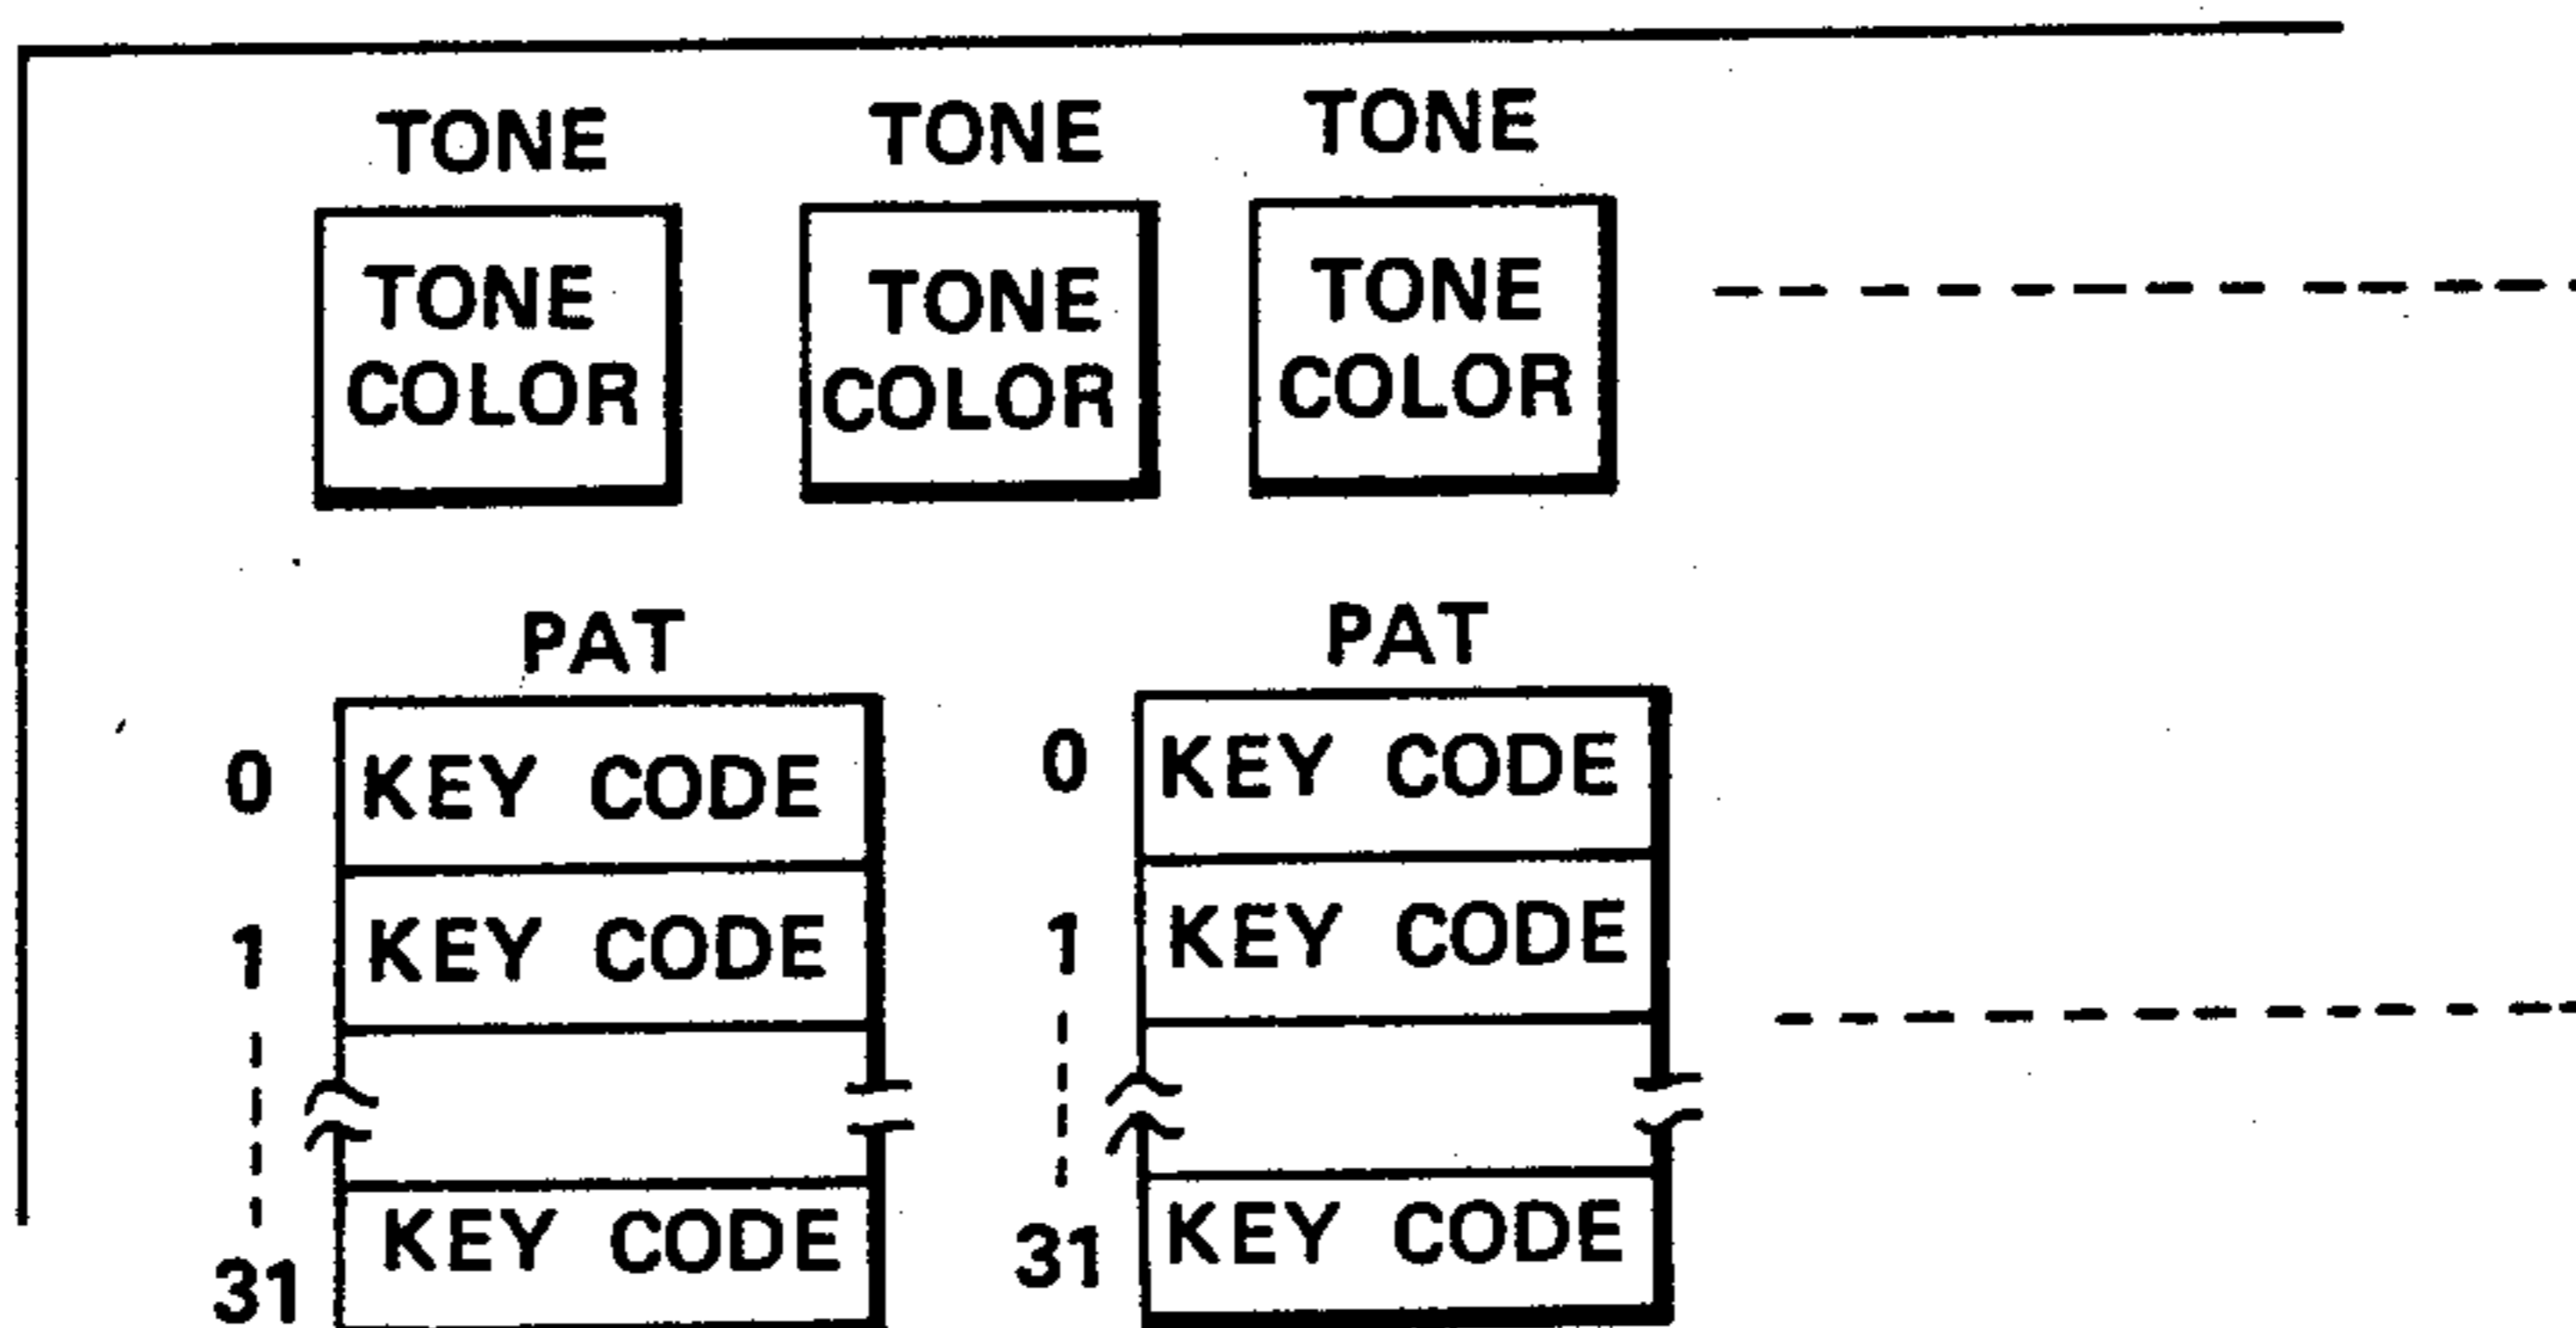 TONE TONE TONE
TONE TONE TONE
COLOR COLOR COLOR
PAT PAT
0 KEY CODE 0 KEY CODE
1 KEY CODE 1 KEY CODE
31 KEY CODE 31 KEY CODE